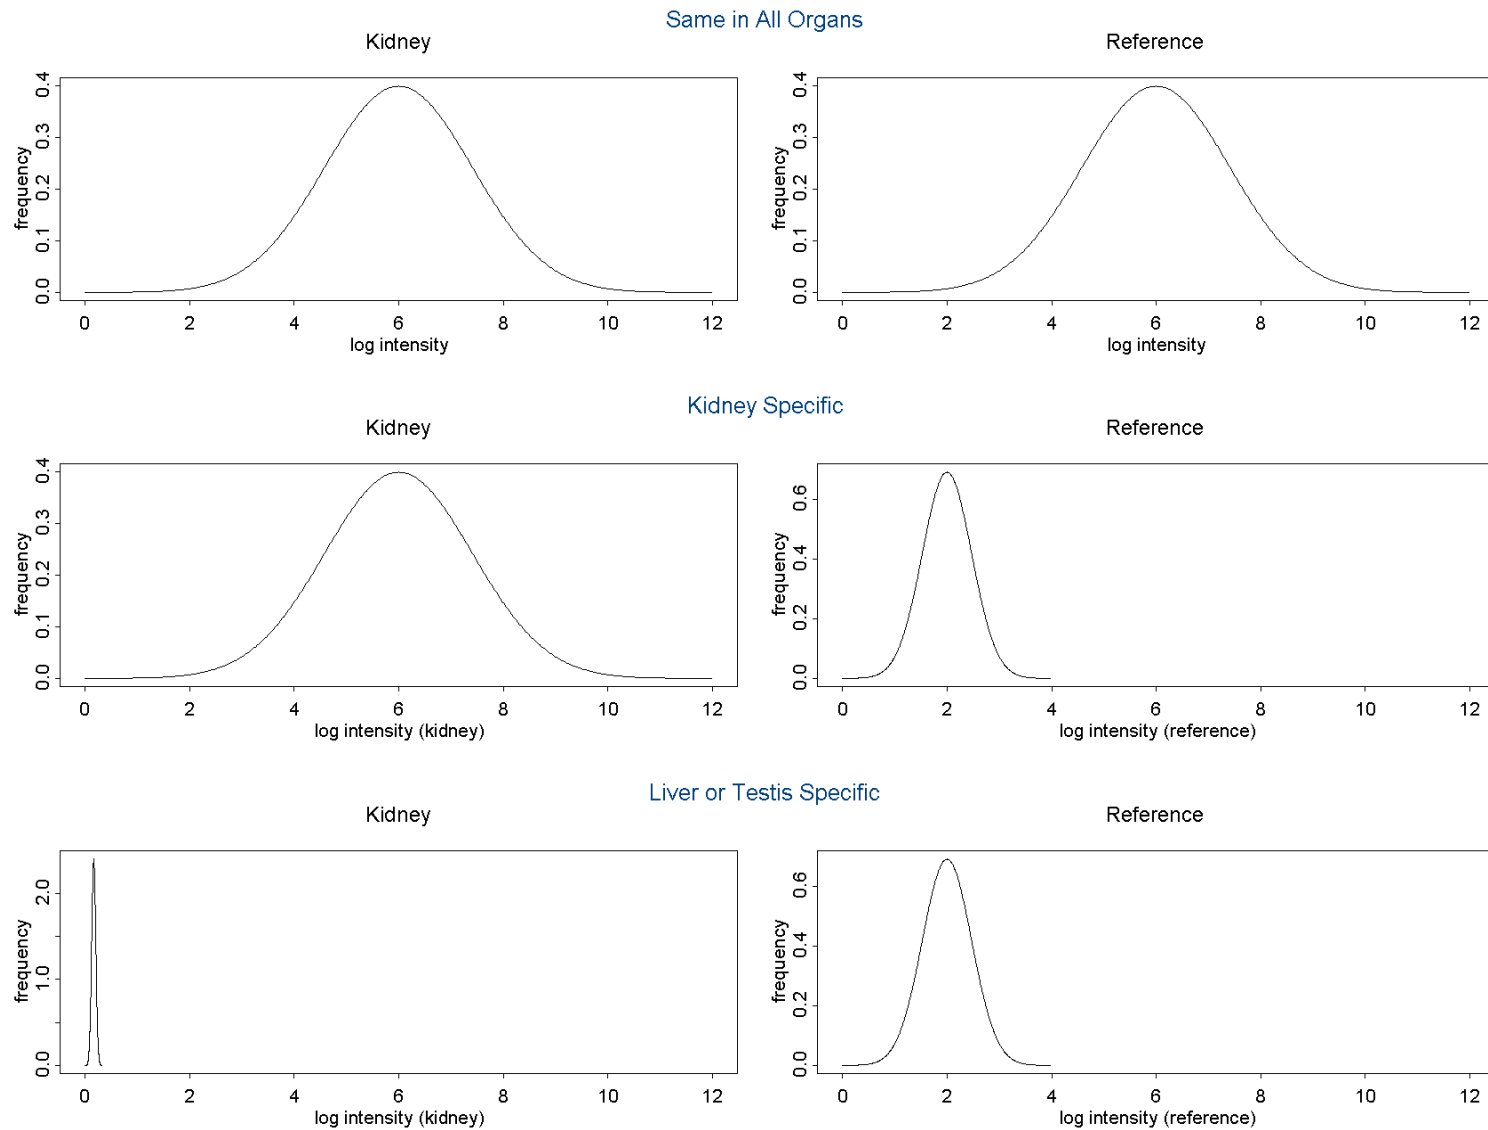 Same in All Organs
Kidney
Reference
frequency
0.0 0.1 0.2 0.3 0.4
0 2 4 6 8 10 12
log intensity
frequency
0.0 0.1 0.2 0.3 0.4
0 2 4 6 8 10 12
log intensity
Kidney Specific
Kidney
Reference
frequency
0.0 0.1 0.2 0.3 0.4
0 2 4 6 8 10 12
log intensity (kidney)
frequency
0.0 0.2 0.4 0.6
0 2 4 6 8 10 12
log intensity (reference)
Liver or Testis Specific
Kidney
Reference
frequency
0.0 1.0 2.0
0 2 4 6 8 10 12
log intensity (kidney)
frequency
0.0 0.2 0.4 0.6
0 2 4 6 8 10 12
log intensity (reference)